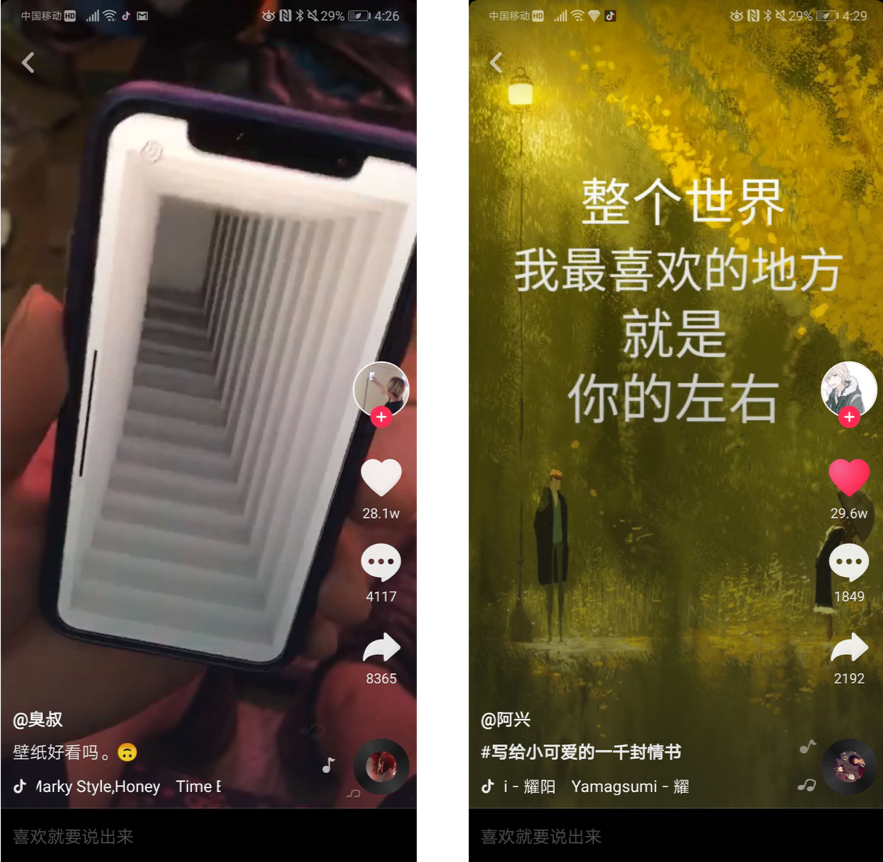 中国移动 HD 29% 4:26
28.1w
4117
8365
@臭叔
壁纸好看吗。🙃
Marky Style,Honey Time
喜欢就要说出来
中国移动 HD 29% 4:29
整个世界
我最喜欢的地方
就是
你的左右
29.6w
1849
2192
@阿兴
#写给小可爱的一千封情书
i - 耀阳 Yamagsumi - 耀
喜欢就要说出来